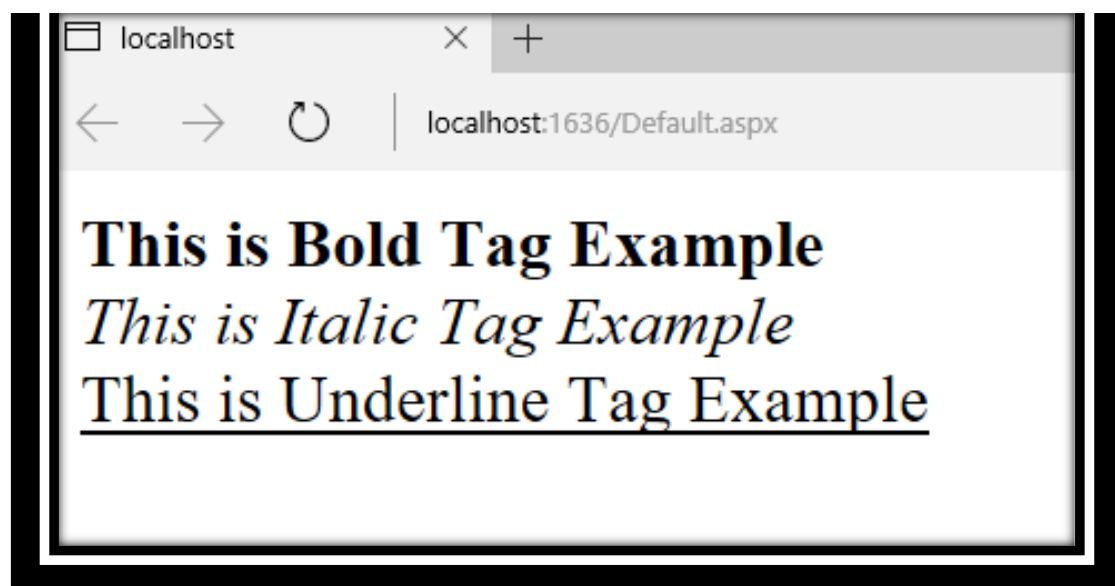 localhost
localhost:1636/Default.aspx
This is Bold Tag Example
This is Italic Tag Example
This is Underline Tag Example